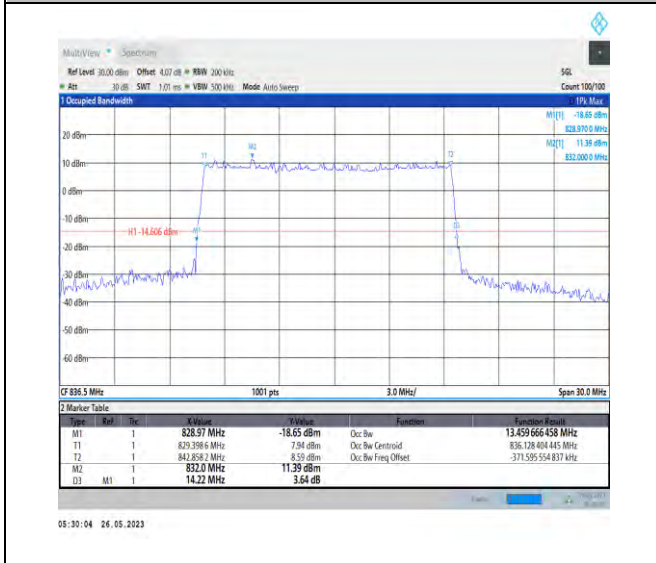 MultiView Spectrum
Ref Level 30.00 dBm Offset 4.07 dB RBW 200 kHz SGL
Att 30 dB SWT 1.01 ms VBW 500 kHz Mode Auto Sweep Count 100/100
1 Occupied Bandwidth 1Pk Max
M1[1] -18.65 dBm
828.970 0 MHz
M2[1] 11.39 dBm
832.000 0 MHz
20 dBm
M2
T1 T2
10 dBm
0 dBm
-10 dBm
H1 -14.606 dBm M1 D3
-20 dBm
-30 dBm
-40 dBm
-50 dBm
-60 dBm
CF 836.5 MHz 1001 pts 3.0 MHz/ Span 30.0 MHz
2 Marker Table
Type Ref Trc X-Value Y-Value Function Function Result
M1 1 828.97 MHz -18.65 dBm Occ Bw 13.459 666 458 MHz
T1 1 829.398 6 MHz 7.94 dBm Occ Bw Centroid 836.128 404 445 MHz
T2 1 842.858 2 MHz 8.59 dBm Occ Bw Freq Offset -371.595 554 837 kHz
M2 1 832.0 MHz 11.39 dBm
D3 M1 1 14.22 MHz 3.64 dB
05:30:04 26.05.2023